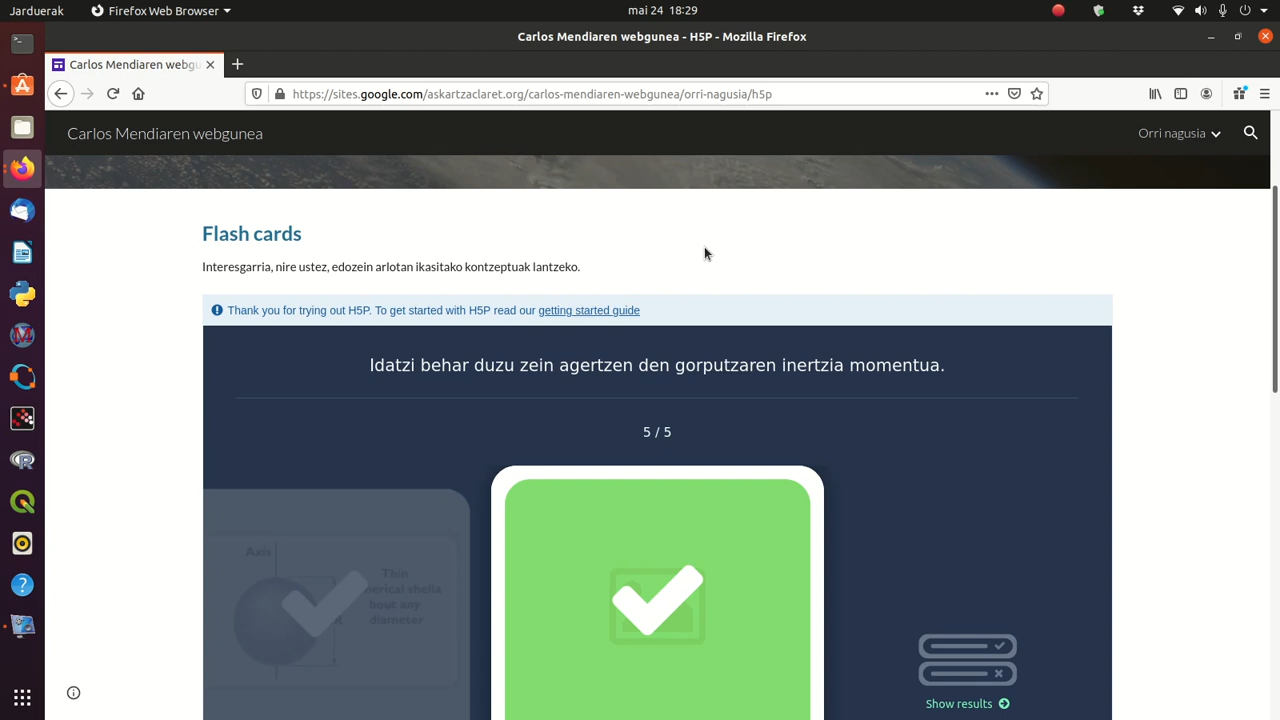 Jarduerak
Firefox Web Browser
mai 24 18:29
Carlos Mendiaren webgunea - H5P - Mozilla Firefox
Carlos Mendiaren webgu
https://sites.google.com/askartzaclaret.org/carlos-mendiaren-webgunea/orri-nagusia/h5p
Carlos Mendiaren webgunea
Orri nagusia
Flash cards
Interesgarria, nire ustez, edozein arlotan ikasitako kontzeptuak lantzeko.
Thank you for trying out H5P. To get started with H5P read our getting started guide
Idatzi behar duzu zein agertzen den gorputzaren inertzia momentua.
5 / 5
Axis
Thin
shella
bout any
diameter
R
Show results